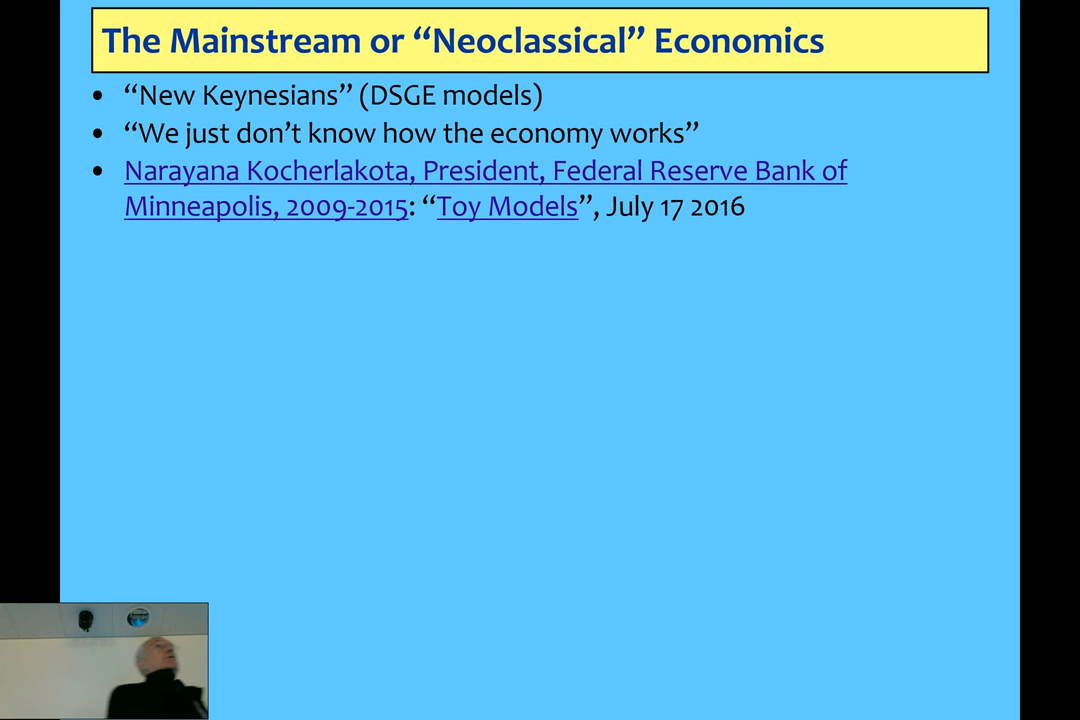 The Mainstream or “Neoclassical” Economics
• “New Keynesians” (DSGE models)
• “We just don’t know how the economy works”
• Narayana Kocherlakota, President, Federal Reserve Bank of
Minneapolis, 2009-2015: “Toy Models”, July 17 2016